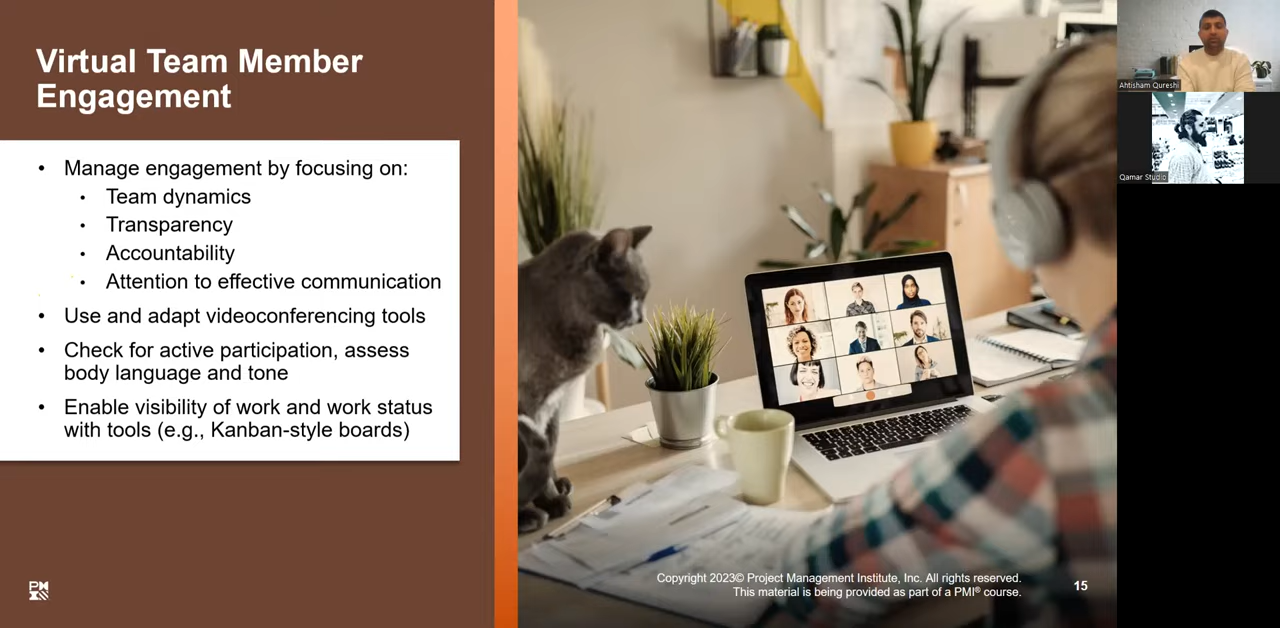 Virtual Team Member
Engagement
• Manage engagement by focusing on:
• Team dynamics
• Transparency
• Accountability
• Attention to effective communication
• Use and adapt videoconferencing tools
• Check for active participation, assess
body language and tone
• Enable visibility of work and work status
with tools (e.g., Kanban-style boards)
Copyright 2023© Project Management Institute, Inc. All rights reserved.
This material is being provided as part of a PMI® course.
15
Ahtisham Qureshi
Qamar Studio